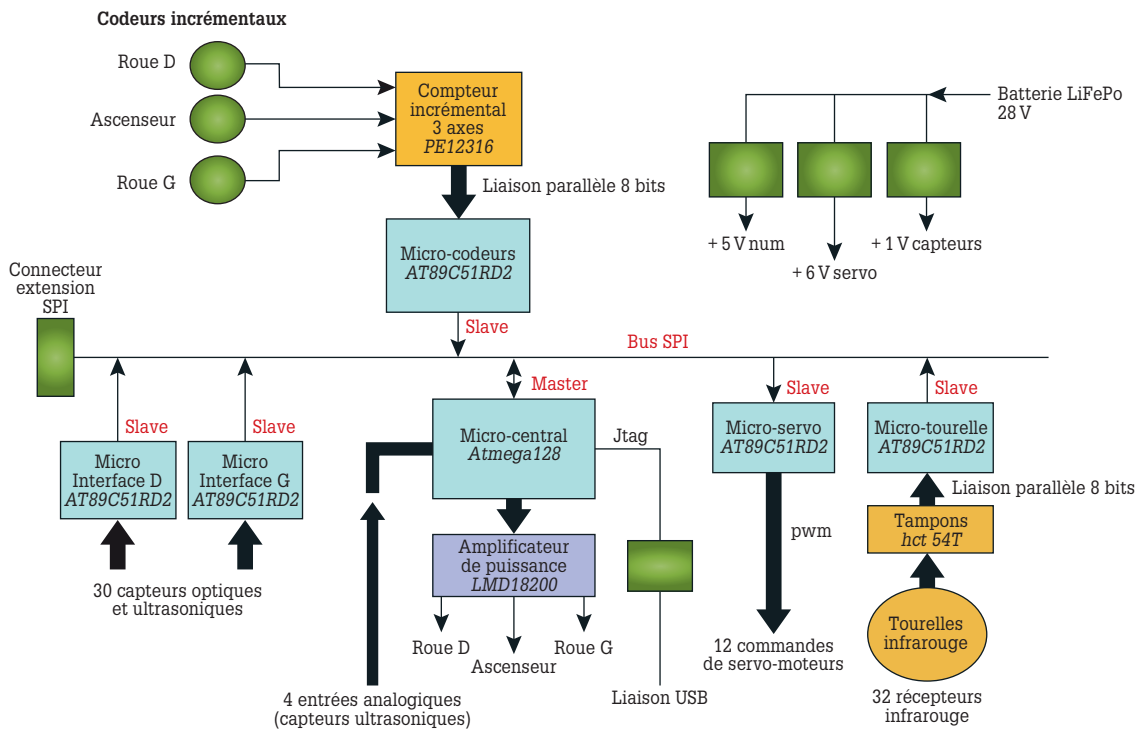 Codeurs incrémentaux
Roue D
Ascenseur
Roue G
Compteur
incrémental
3 axes
PE12316
Liaison parallèle 8 bits
Batterie LiFePo
28 V
+ 5 V num
+ 6 V servo
+ 1 V capteurs
Micro-codeurs
AT89C51RD2
Connecteur
extension
SPI
Slave
Bus SPI
Slave
Slave
Master
Slave
Slave
Micro
Interface D
AT89C51RD2
Micro
Interface G
AT89C51RD2
Micro-central
Atmega128
Jtag
Micro-servo
AT89C51RD2
Micro-tourelle
AT89C51RD2
Liaison parallèle 8 bits
30 capteurs optiques
et ultrasoniques
Amplificateur
de puissance
LMD18200
pwm
Tampons
hct 54T
Roue D
Ascenseur
Roue G
Tourelles
infrarouge
4 entrées analogiques
(capteurs ultrasoniques)
Liaison USB
12 commandes
de servo-moteurs
32 récepteurs
infrarouge